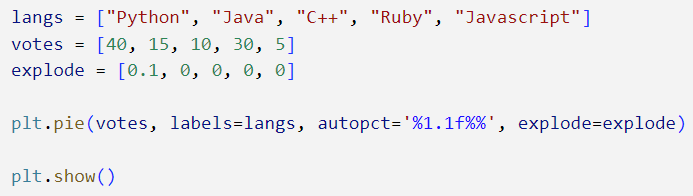 langs = ["Python", "Java", "C++", "Ruby", "Javascript"]
votes = [40, 15, 10, 30, 5]
explode = [0.1, 0, 0, 0, 0]
plt.pie(votes, labels=langs, autopct='%1.1f%%', explode=explode)
plt.show()